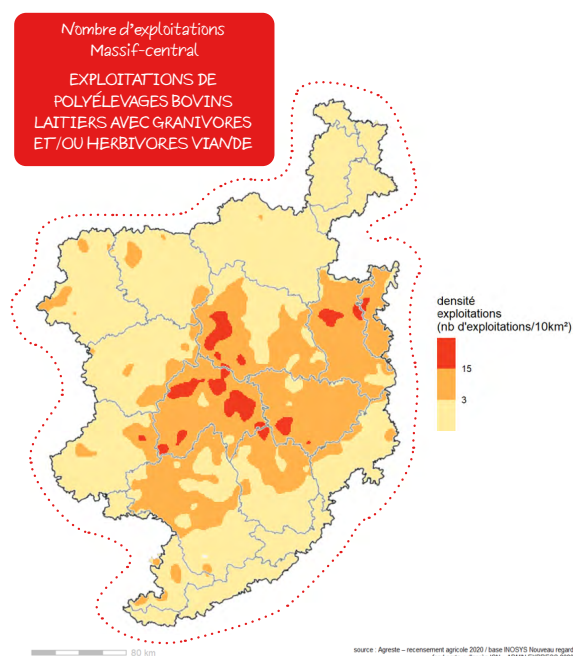 Nombre d'exploitations
Massif-central
EXPLOITATIONS DE
POLYÉLEVAGES BOVINS
LAITIERS AVEC GRANIVORES
ET/OU HERBIVORES VIANDE
densité
exploitations
(nb d'exploitations/10km²)
15
3
80 km
source : Agreste – recensement agricole 2020 / base INOSYS Nouveau regard